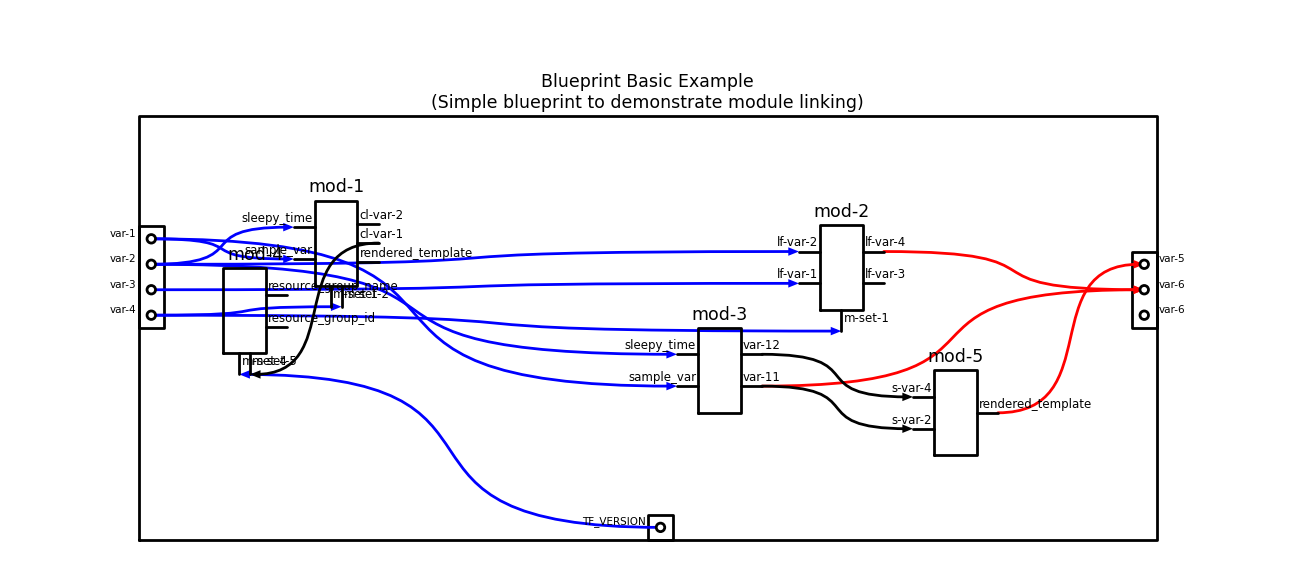 Blueprint Basic Example
(Simple blueprint to demonstrate module linking)
mod-1
sleepy_time
sample_var
cl-var-2
cl-var-1
rendered_template
var-1
var-2
var-3
var-4
mod-4
resource_group_name
resource_group_id
m-set-2
m-set-5
mod-2
lf-var-2
lf-var-1
lf-var-4
lf-var-3
m-set-1
mod-3
sleepy_time
sample_var
var-12
var-11
mod-5
s-var-4
s-var-2
rendered_template
var-5
var-6
var-6
TF_VERSION